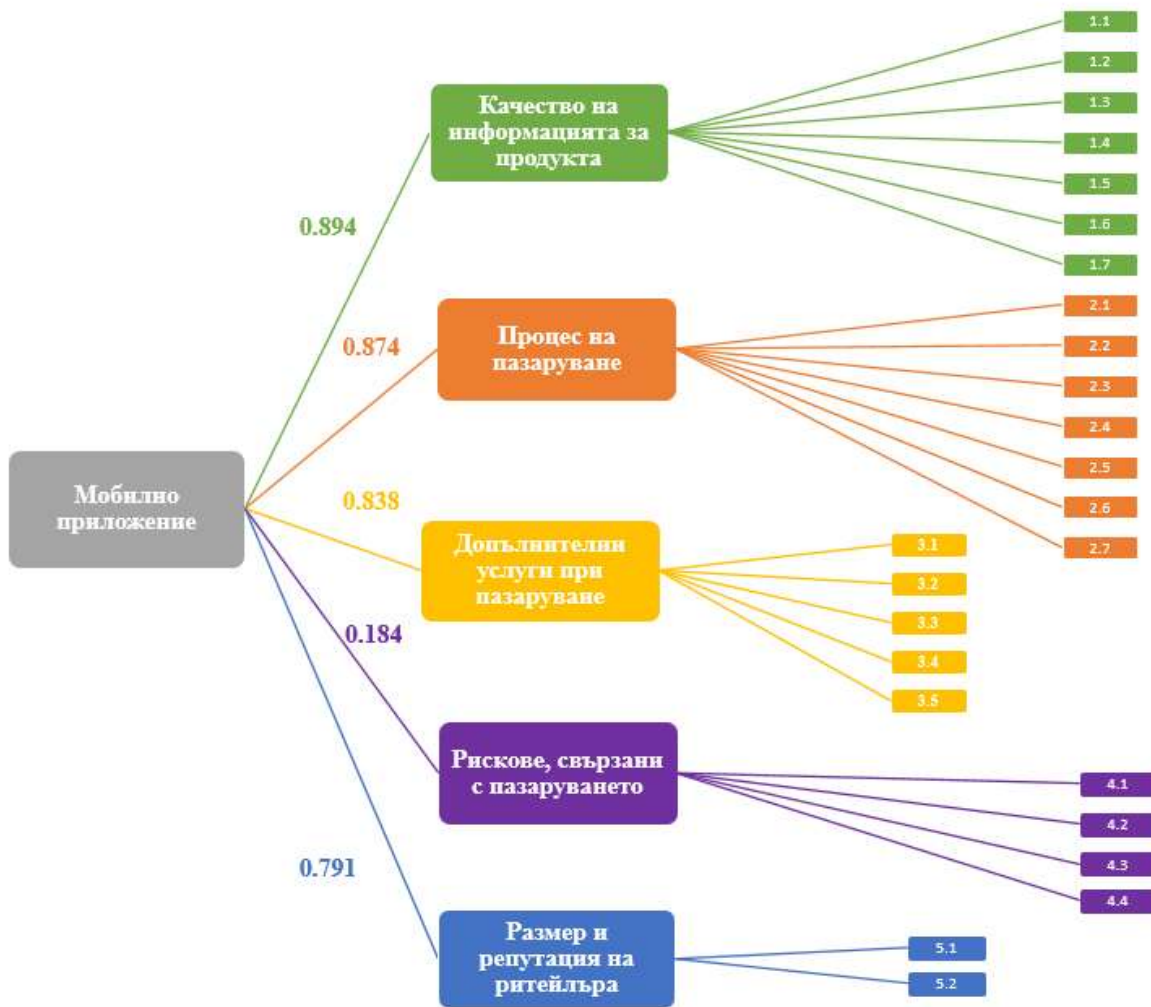 1.1
1.2
1.3
1.4
1.5
1.6
1.7
Качество на
информацията за
продукта
0.894
2.1
2.2
2.3
2.4
2.5
2.6
2.7
Процес на
пазаруване
0.874
Мобилно
приложение
0.838
Допълнителни
услуги при
пазаруване
3.1
3.2
3.3
3.4
3.5
0.184
Рискове, свързани
с пазаруването
4.1
4.2
4.3
4.4
0.791
Размер и
репутация на
ритейлъра
5.1
5.2